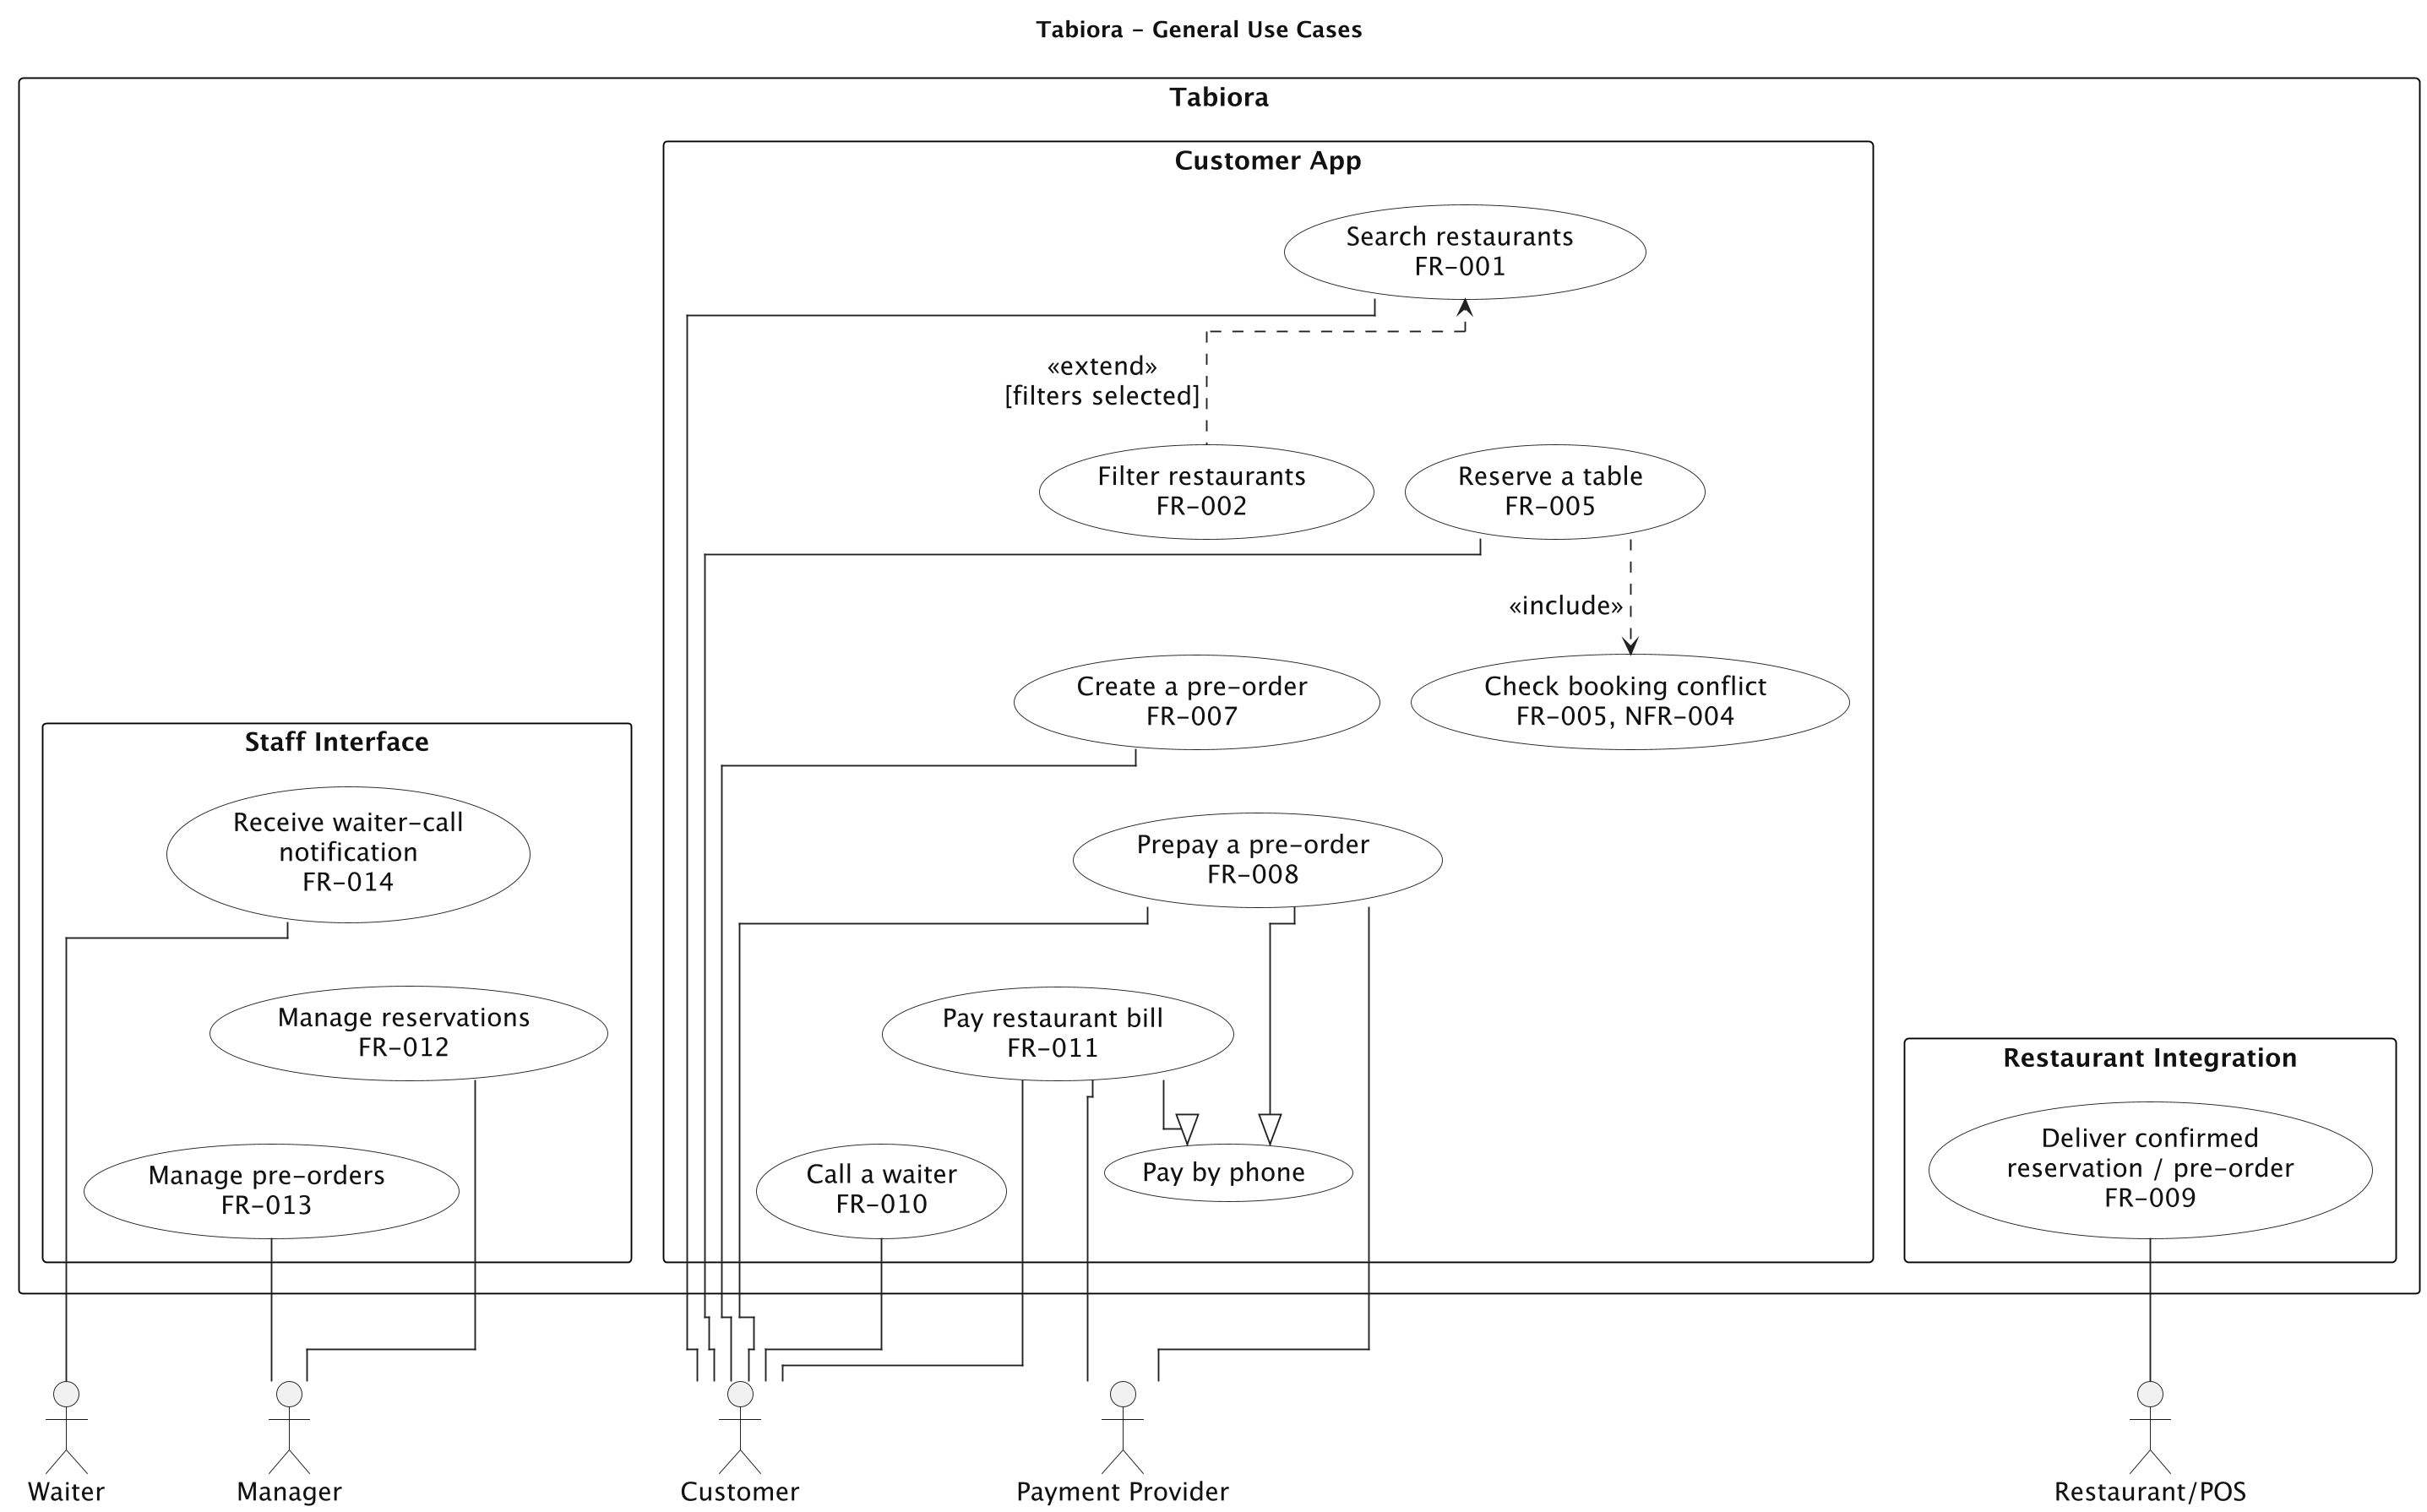 Tabiora – General Use Cases
Tabiora
Customer App
Search restaurants
FR–001
«extend»
[filters selected]
Filter restaurants
FR–002
Reserve a table
FR–005
«include»
Create a pre–order
FR–007
Check booking conflict
FR–005, NFR–004
Staff Interface
Receive waiter–call
notification
FR–014
Prepay a pre–order
FR–008
Manage reservations
FR–012
Pay restaurant bill
FR–011
Restaurant Integration
Manage pre–orders
FR–013
Call a waiter
FR–010
Pay by phone
Deliver confirmed
reservation / pre–order
FR–009
Waiter
Manager
Customer
Payment Provider
Restaurant/POS